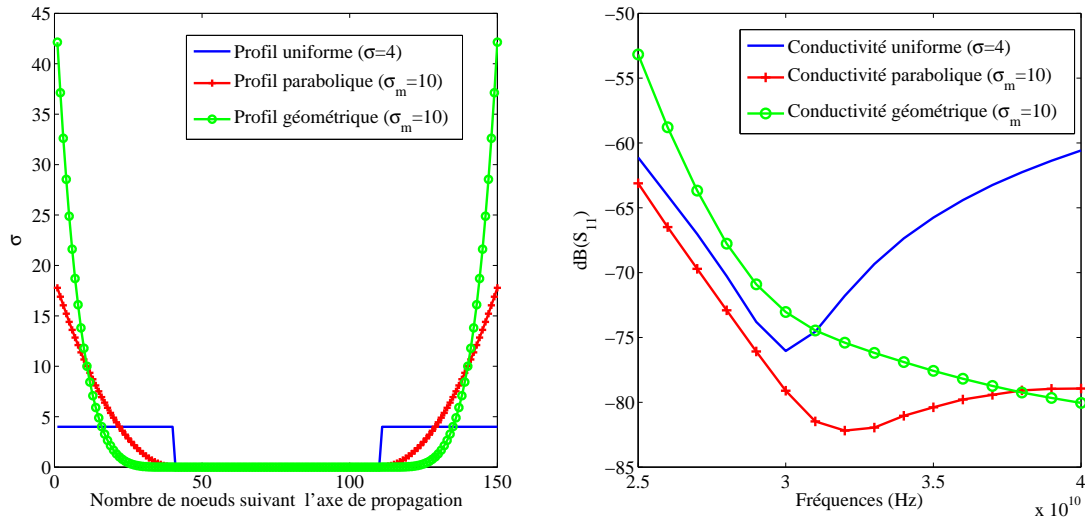 45
40
35
30
25
20
15
10
5
0
σ
0 50 100 150
Nombre de noeuds suivant l'axe de propagation
Profil uniforme (σ=4)
Profil parabolique (σm=10)
Profil géométrique (σm=10)
−50
−55
−60
−65
−70
−75
−80
−85
dB(S11)
2.5 3 3.5 4
x 10^10
Fréquences (Hz)
Conductivité uniforme (σ=4)
Conductivité parabolique (σm=10)
Conductivité géométrique (σm=10)